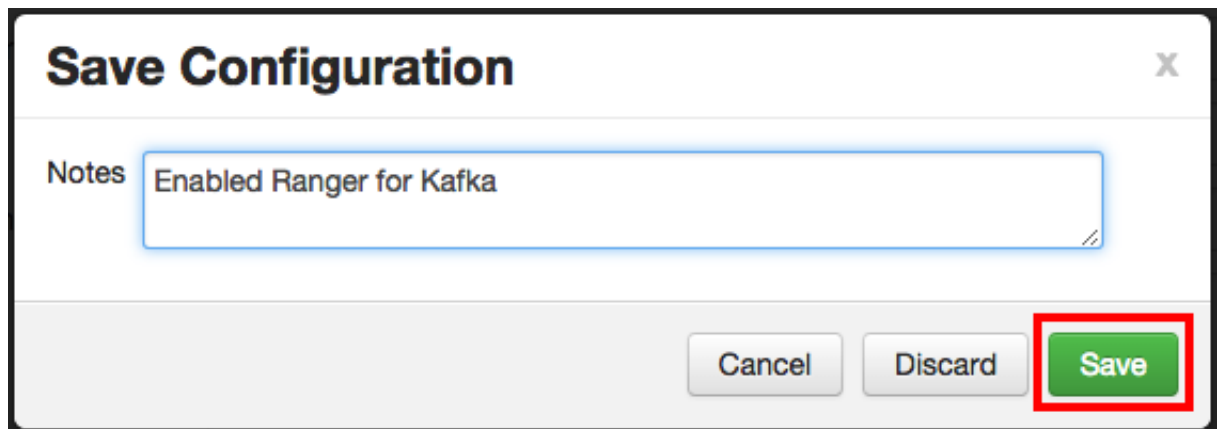 Save Configuration
x
Notes
Enabled Ranger for Kafka
Cancel
Discard
Save